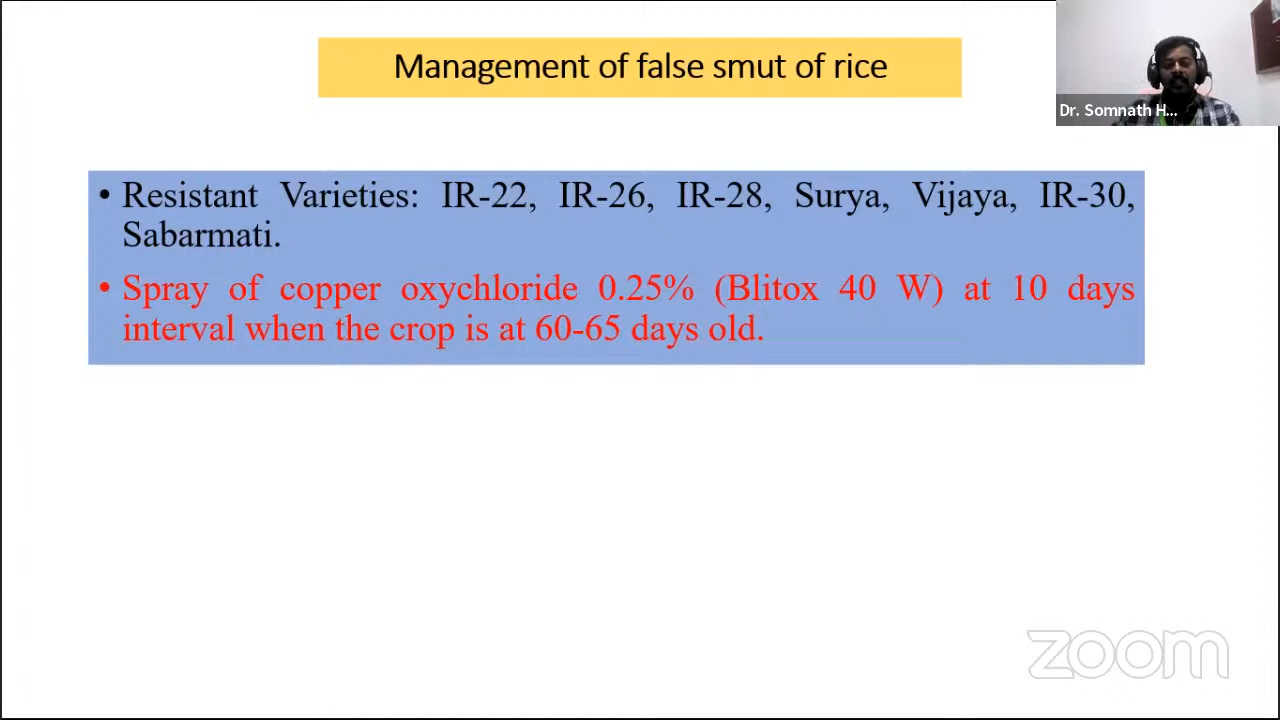 Management of false smut of rice
Dr. Somnath H...
• Resistant Varieties: IR-22, IR-26, IR-28, Surya, Vijaya, IR-30,
Sabarmati.
• Spray of copper oxychloride 0.25% (Blitox 40 W) at 10 days
interval when the crop is at 60-65 days old.
zoom